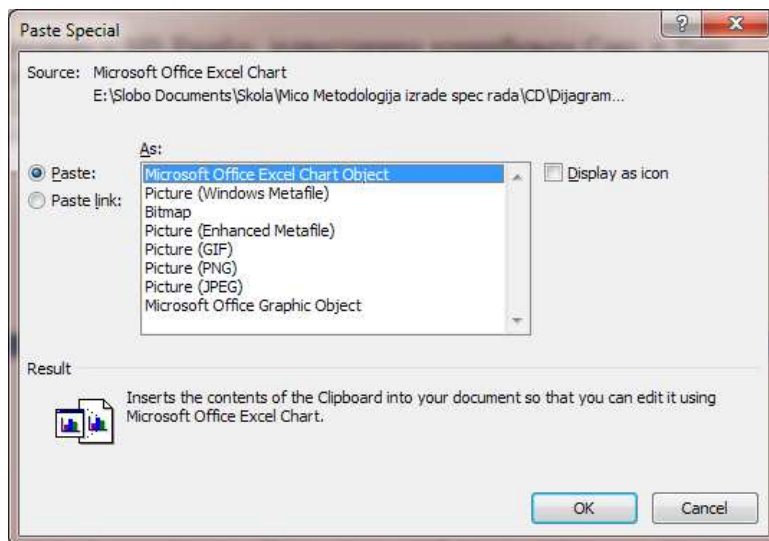 Paste Special
Source: Microsoft Office Excel Chart
E:\Slobo Documents\Skola\Mico Metodologija izrade spec rada\CD\Dijagram...
As:
Paste:
Paste link:
Microsoft Office Excel Chart Object
Picture (Windows Metafile)
Bitmap
Picture (Enhanced Metafile)
Picture (GIF)
Picture (PNG)
Picture (JPEG)
Microsoft Office Graphic Object
Display as icon
Result
Inserts the contents of the Clipboard into your document so that you can edit it using
Microsoft Office Excel Chart.
OK
Cancel